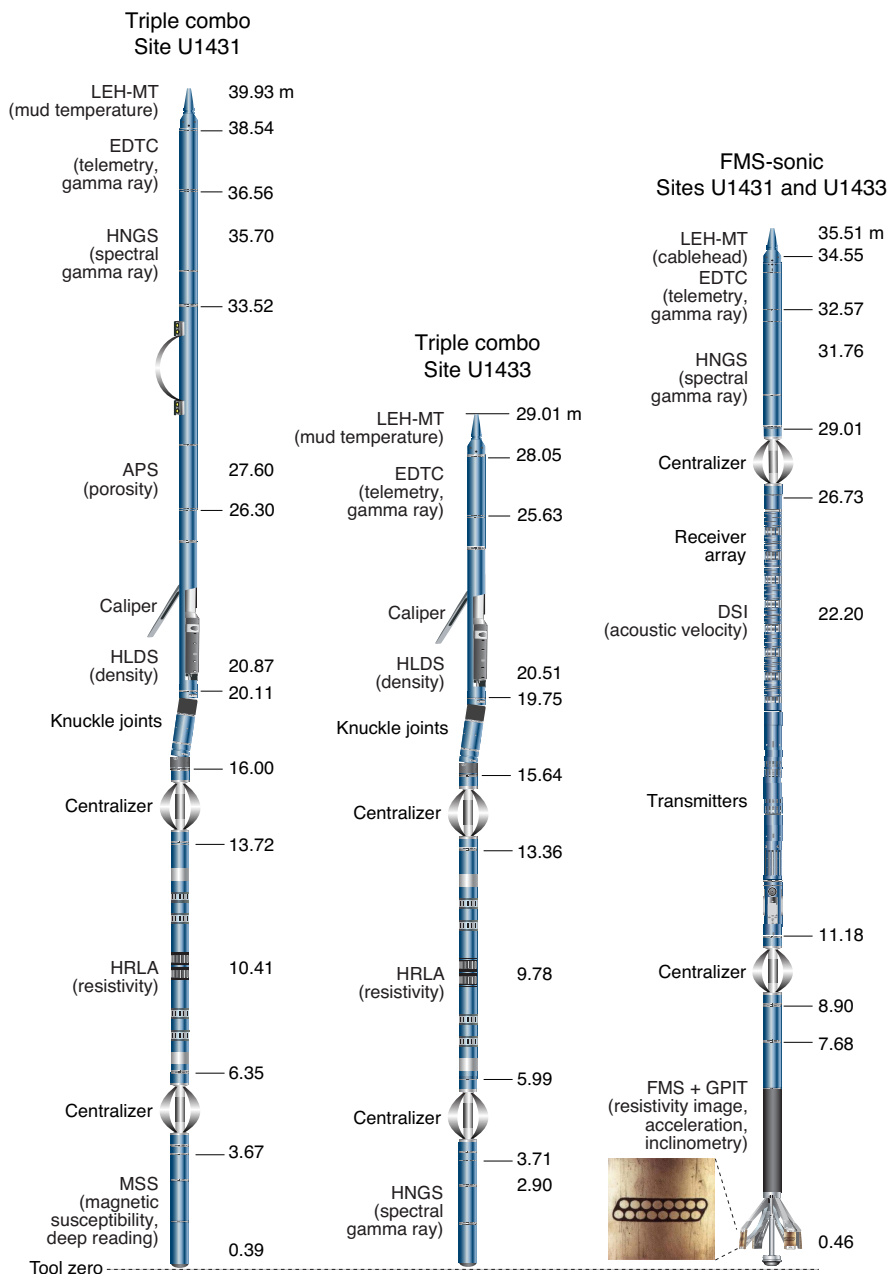 Triple combo
Site U1431
LEH-MT
(mud temperature)
39.93 m
38.54
EDTC
(telemetry,
gamma ray)
36.56
HNGS
(spectral
gamma ray)
35.70
33.52
APS
(porosity)
27.60
26.30
Caliper
HLDS
(density)
20.87
20.11
Knuckle joints
16.00
Centralizer
13.72
HRLA
(resistivity)
10.41
6.35
Centralizer
3.67
MSS
(magnetic
susceptibility,
deep reading)
0.39
Tool zero
Triple combo
Site U1433
LEH-MT
(mud temperature)
29.01 m
28.05
EDTC
(telemetry,
gamma ray)
25.63
Caliper
HLDS
(density)
20.51
19.75
Knuckle joints
15.64
Centralizer
13.36
HRLA
(resistivity)
9.78
5.99
Centralizer
3.71
2.90
HNGS
(spectral
gamma ray)
FMS-sonic
Sites U1431 and U1433
LEH-MT
(cablehead)
35.51 m
34.55
EDTC
(telemetry,
gamma ray)
32.57
HNGS
(spectral
gamma ray)
31.76
29.01
Centralizer
26.73
Receiver
array
DSI
(acoustic velocity)
22.20
Transmitters
11.18
Centralizer
8.90
7.68
FMS + GPIT
(resistivity image,
acceleration,
inclinometry)
0.46